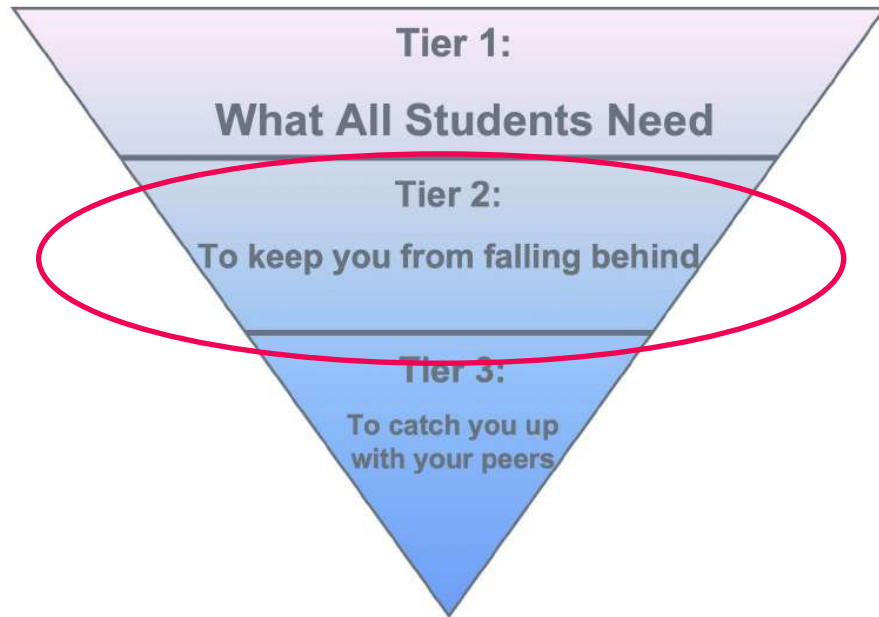 Tier 1:
What All Students Need
Tier 2:
To keep you from falling behind
Tier 3:
To catch you up
with your peers